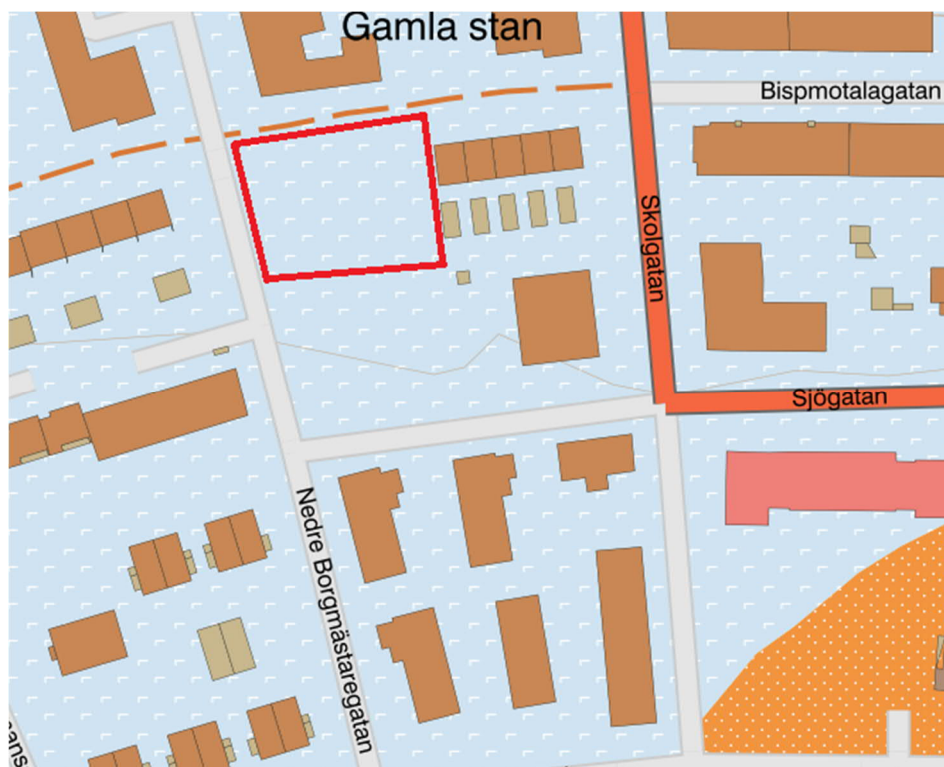 Gamla stan
Bispmotalagatan
Skolgatan
Sjögatan
Nedre Borgmästaregatan